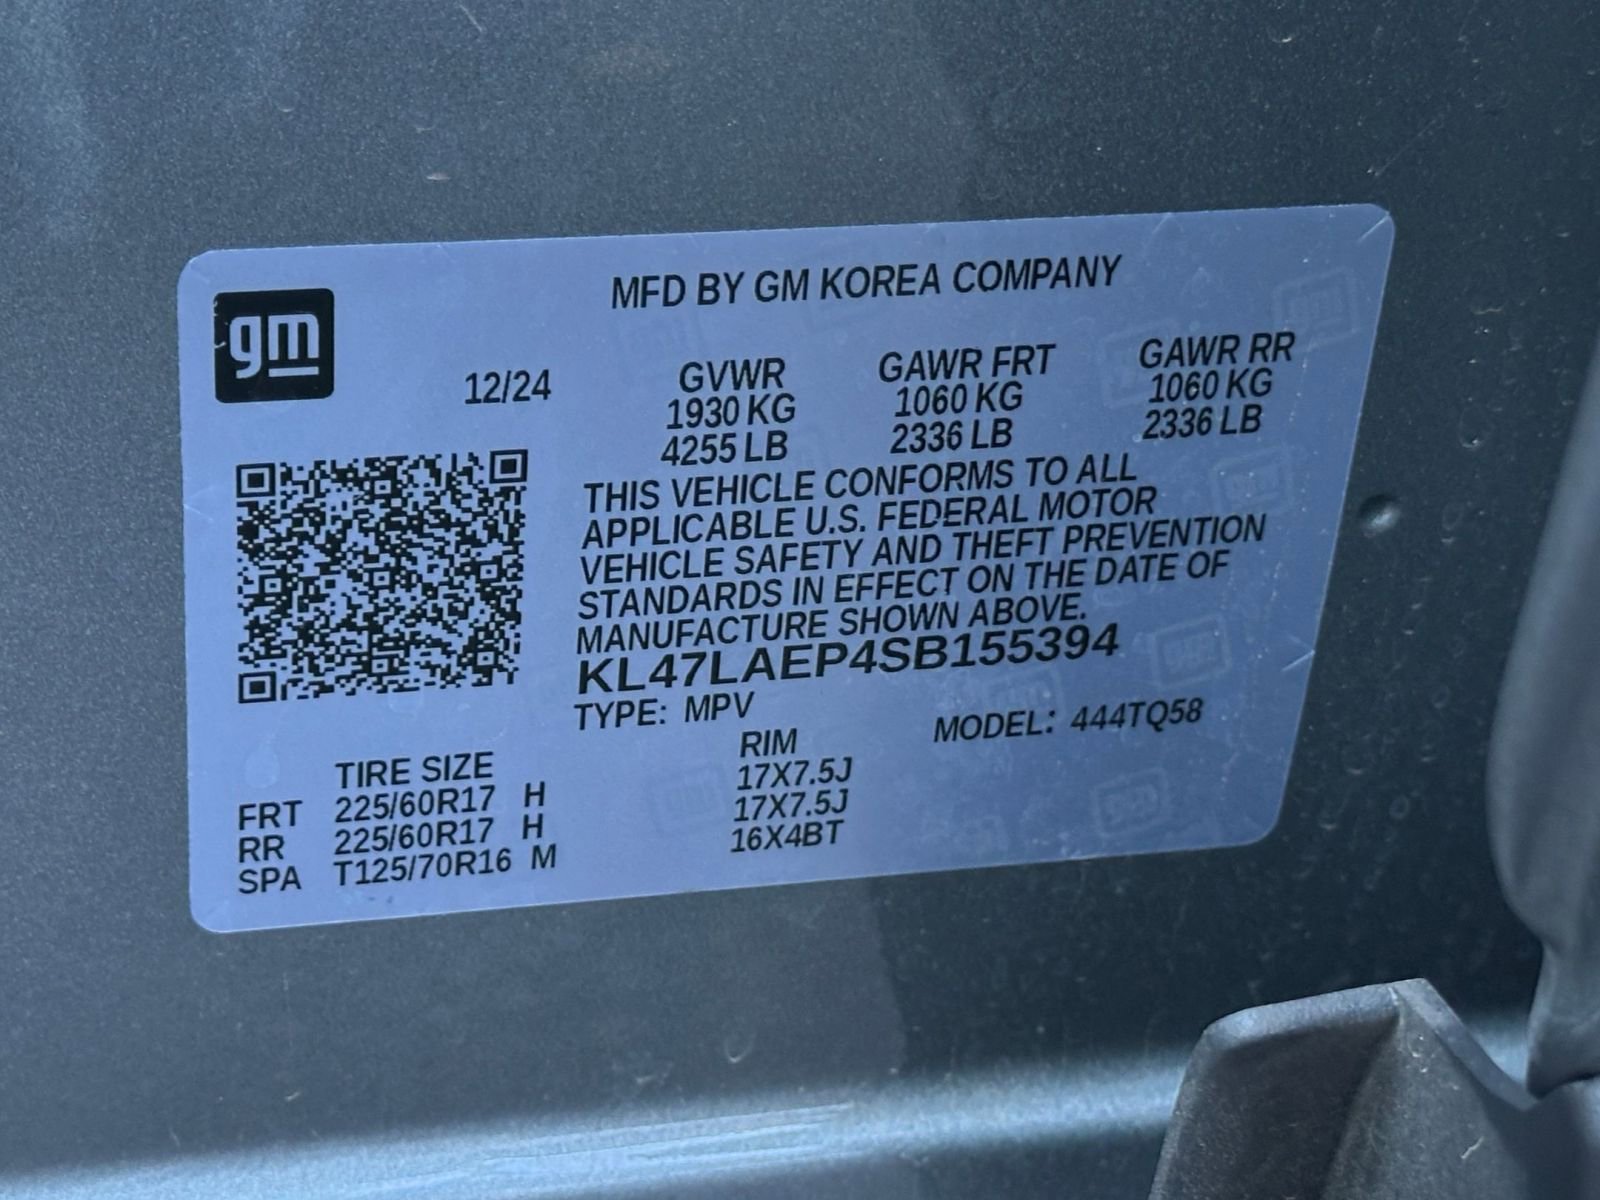 gm
MFD BY GM KOREA COMPANY
12/24
GVWR GAWR FRT GAWR RR
1930 KG 1060 KG 1060 KG
4255 LB 2336 LB 2336 LB
THIS VEHICLE CONFORMS TO ALL
APPLICABLE U.S. FEDERAL MOTOR
VEHICLE SAFETY AND THEFT PREVENTION
STANDARDS IN EFFECT ON THE DATE OF
MANUFACTURE SHOWN ABOVE.
KL47LAEP4SB155394
TYPE: MPV MODEL: 444TQ58
TIRE SIZE RIM
FRT 225/60R17 H 17X7.5J
RR 225/60R17 H 17X7.5J
SPA T125/70R16 M 16X4BT